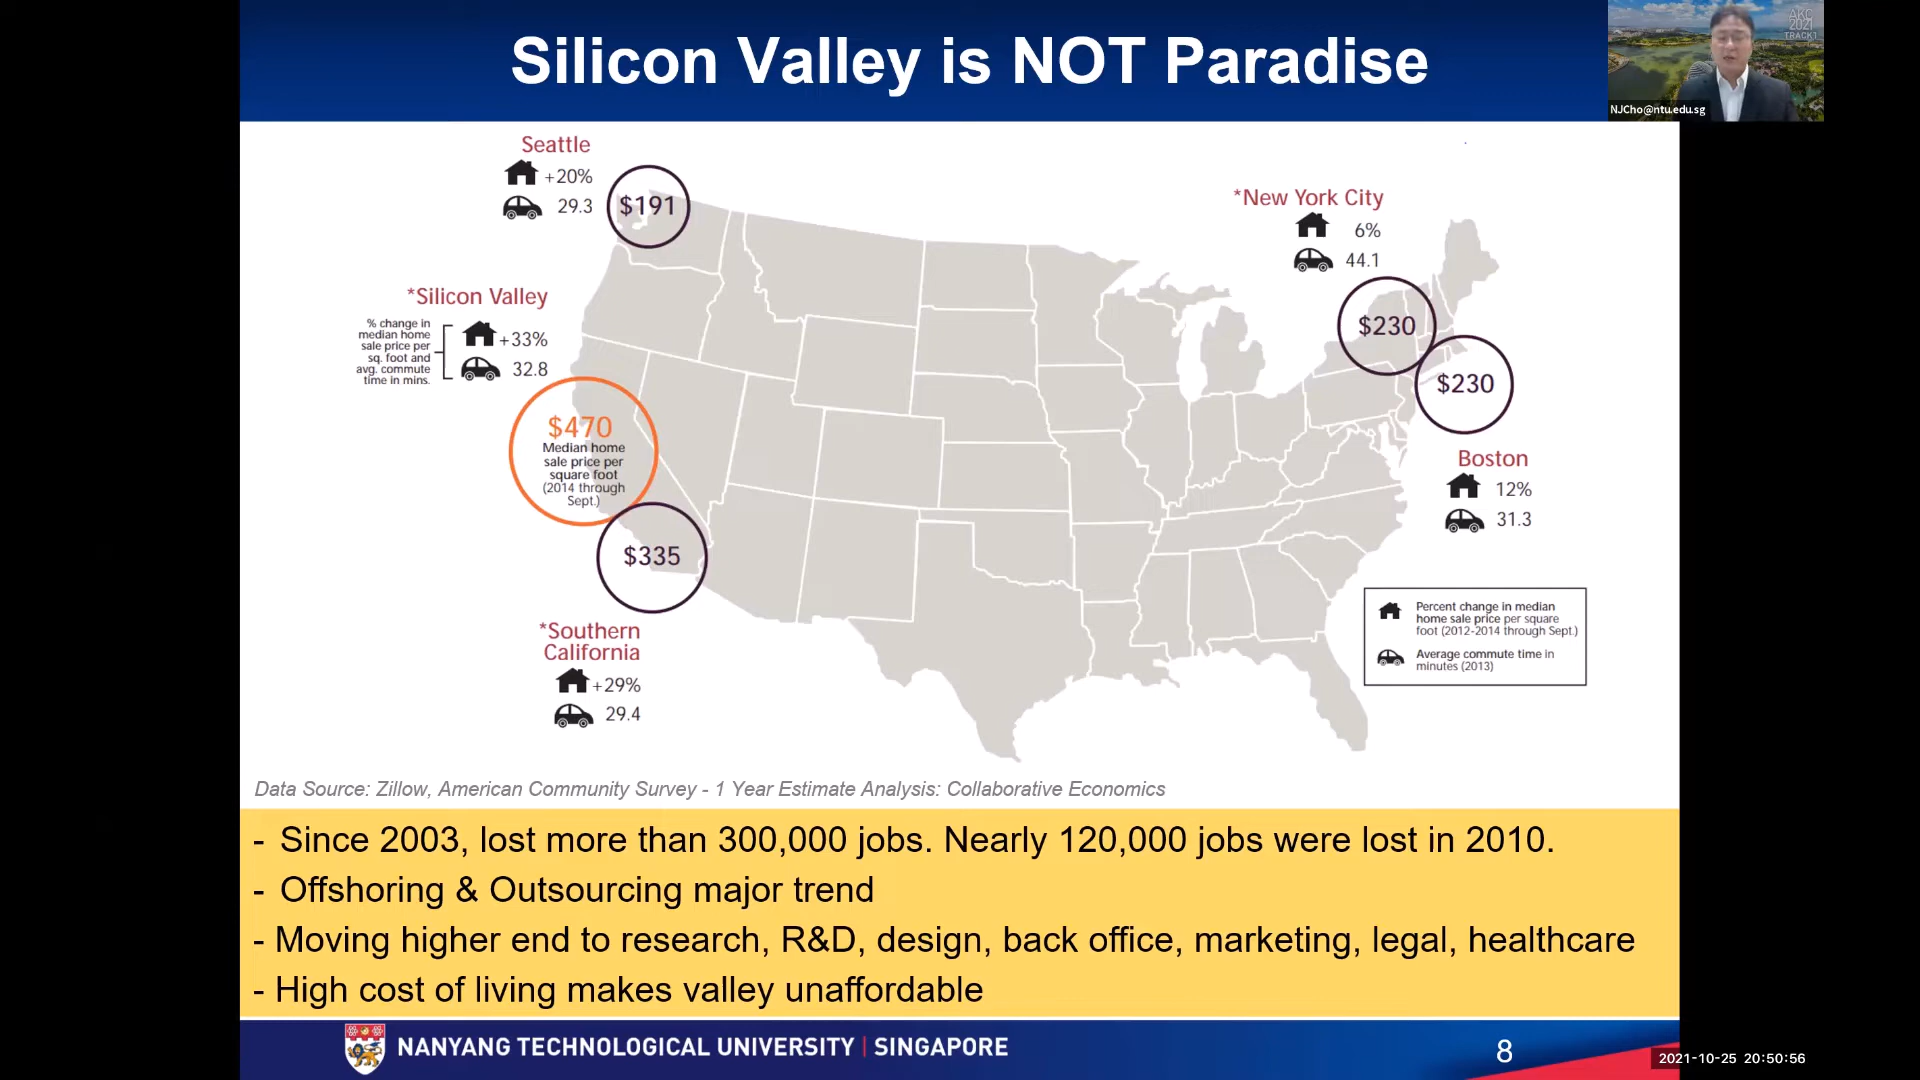 Silicon Valley is NOT Paradise
AKC
2021
TRACK1
NJCho@ntu.edu.sg
Seattle
+20%
29.3
$191
*New York City
6%
44.1
$230
*Silicon Valley
% change in
median home
sale price per
sq. foot and
avg. commute
time in mins.
+33%
32.8
$470
Median home
sale price per
square foot
(2014 through
Sept.)
$230
Boston
12%
31.3
$335
*Southern
California
+29%
29.4
Percent change in median
home sale price per square
foot (2012-2014 through Sept.)
Average commute time in
minutes (2013)
Data Source: Zillow, American Community Survey - 1 Year Estimate Analysis: Collaborative Economics
- Since 2003, lost more than 300,000 jobs. Nearly 120,000 jobs were lost in 2010.
- Offshoring & Outsourcing major trend
- Moving higher end to research, R&D, design, back office, marketing, legal, healthcare
- High cost of living makes valley unaffordable
NANYANG TECHNOLOGICAL UNIVERSITY | SINGAPORE
8
2021-10-25 20:50:56